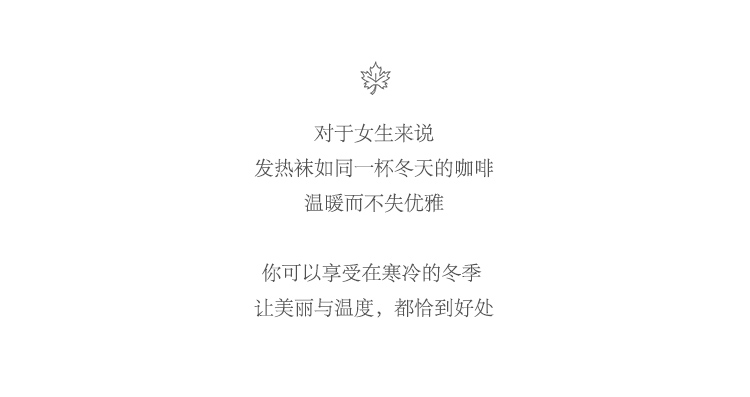 对于女生来说
发热袜如同一杯冬天的咖啡
温暖而不失优雅
你可以享受在寒冷的冬季
让美丽与温度，都恰到好处